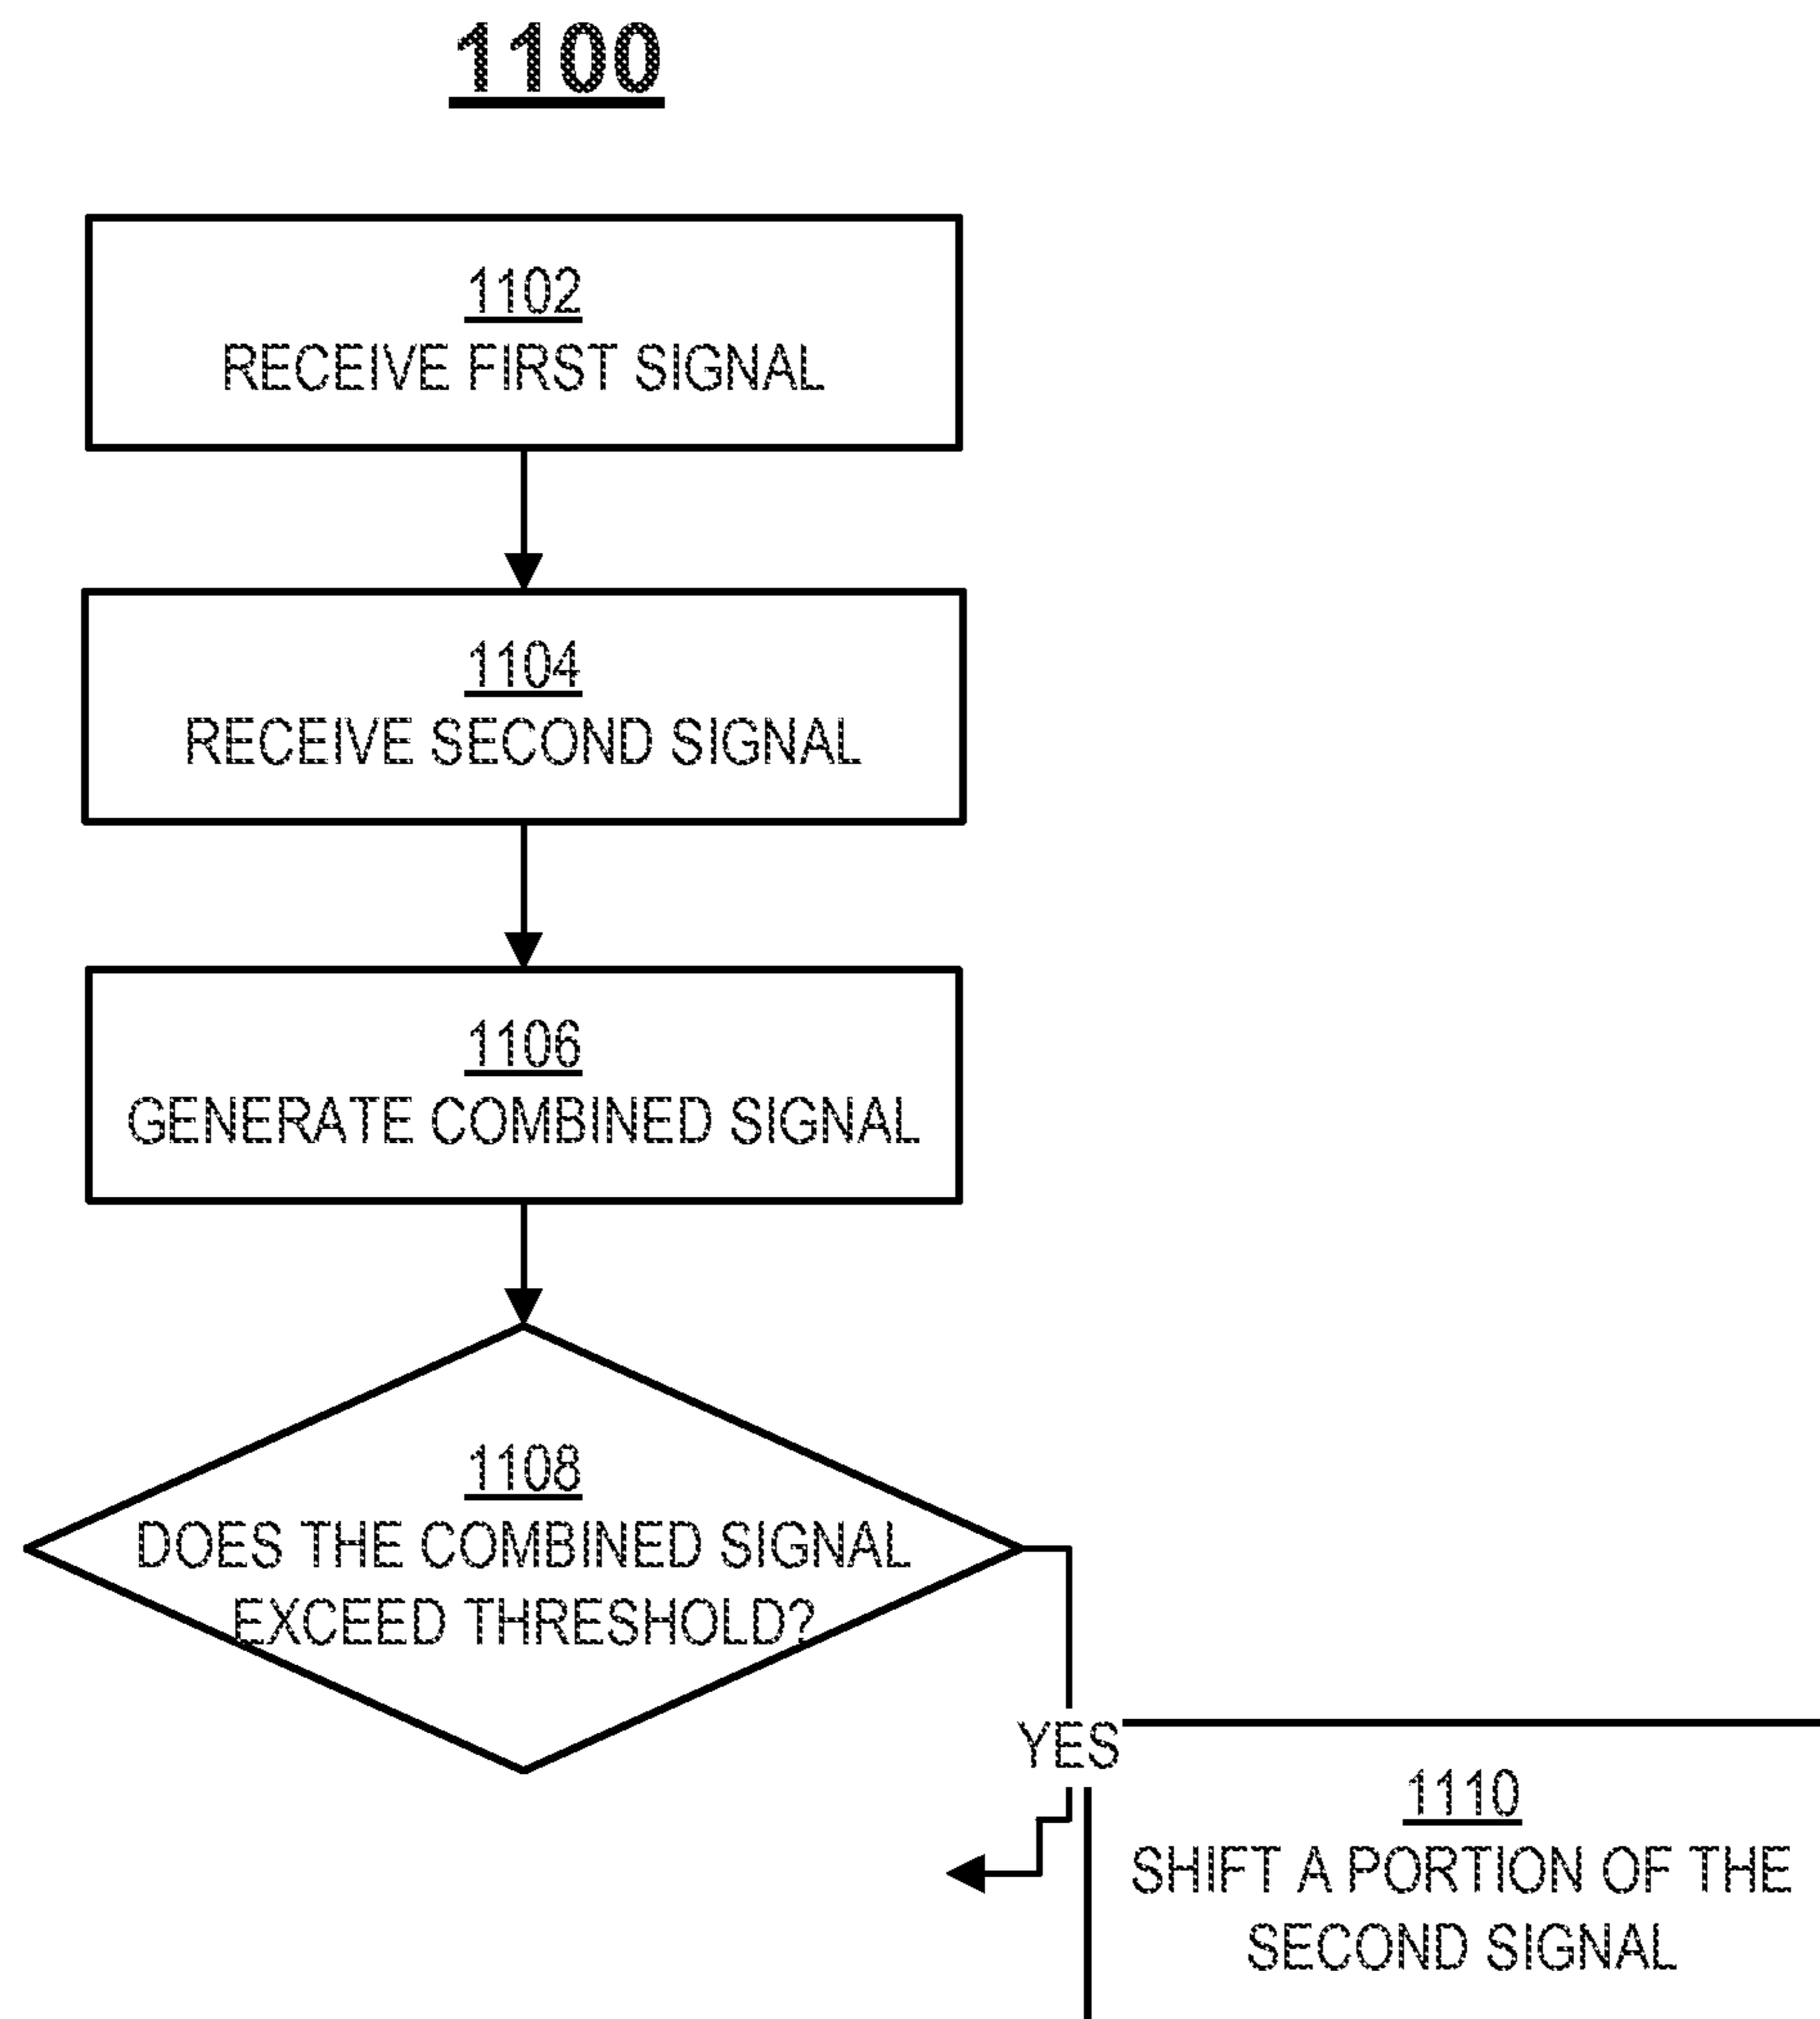 1100
1102
RECEIVE FIRST SIGNAL
1104
RECEIVE SECOND SIGNAL
1106
GENERATE COMBINED SIGNAL
1108
DOES THE COMBINED SIGNAL
EXCEED THRESHOLD?
YES
1110
SHIFT A PORTION OF THE
SECOND SIGNAL